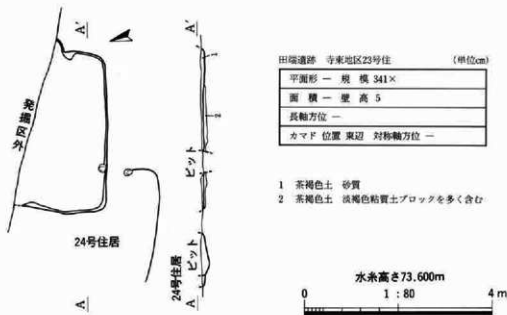 A'
A'
発掘区外
24号住居
ピット
ピット
24号住居
A
A
1
2
田端遺跡 寺東地区23号住 (単位cm)
平面形 ー 規模 341×
面積 ー 壁高 5
長軸方位 ー
カマド 位置 東辺 対称軸方位 ー
1 茶褐色土 砂質
2 茶褐色土 淡褐色粘質土ブロックを多く含む
水糸高さ73.600m
0 1:80 4m